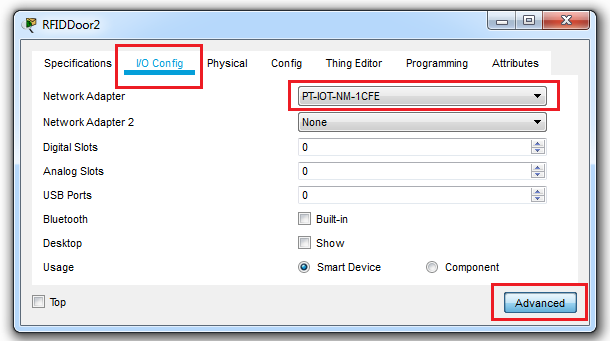 RFIDDoor2
Specifications I/O Config Physical Config Thing Editor Programming Attributes
Network Adapter PT-IOT-NM-1CFE
Network Adapter 2 None
Digital Slots 0
Analog Slots 0
USB Ports 0
Bluetooth Built-in
Desktop Show
Usage Smart Device Component
Top Advanced